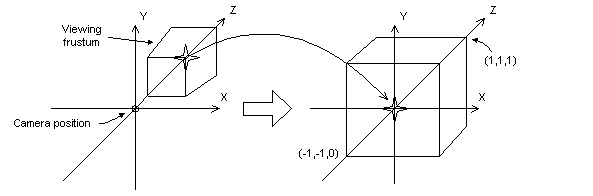 Viewing
frustum
Y
Z
X
Camera position
Y
Z
(1,1,1)
X
(-1,-1,0)